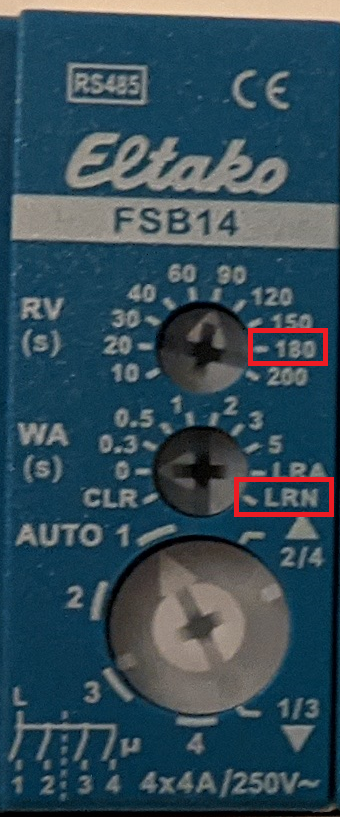 RS485 CE
Eltako
FSB14
RV
(s)
10 20 30 40 60 90 120 150 180 200
WA
(s)
CLR 0 0.3 0.5 1 2 3 5 LRA LRN
AUTO 1
2
3
4
▲
2/4
1/3
▼
L
1 2 3 4 µ
4x4A/250V~